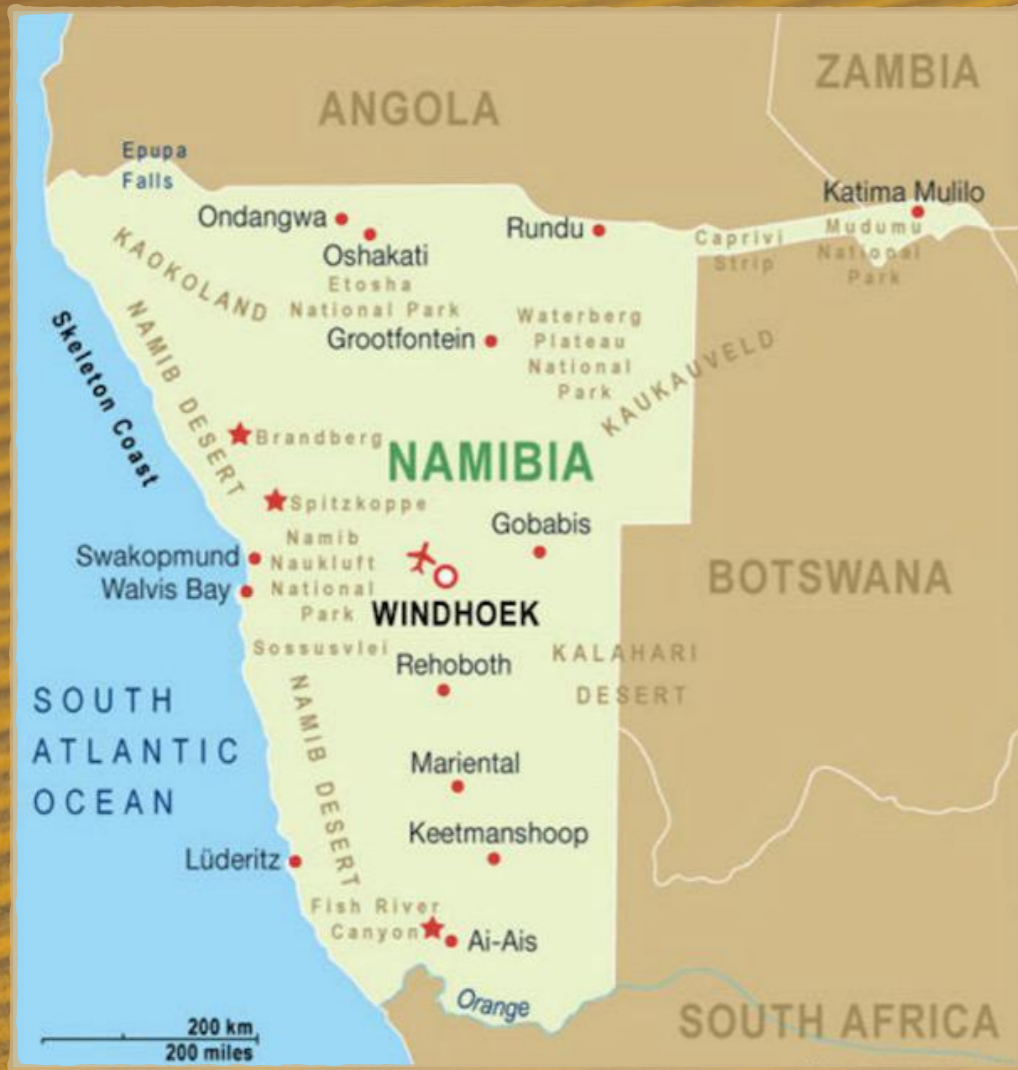 ZAMBIA
ANGOLA
Epupa
Falls
Katima Mulilo
Ondangwa
Rundu
Mudumu
National
Park
Caprivi
Strip
Oshakati
KAOKOLAND
Etosha
National Park
Waterberg
Plateau
National
Park
Grootfontein
KAUKAUVELD
NAMIB DESERT
Skeleton Coast
Brandberg
NAMIBIA
Spitzkoppe
Gobabis
Namib
Naukluft
National
Park
Swakopmund
Walvis Bay
BOTSWANA
WINDHOEK
Sossusvlei
Rehoboth
KALAHARI
DESERT
SOUTH
ATLANTIC
OCEAN
NAMIB DESERT
Mariental
Keetmanshoop
Lüderitz
Fish River
Canyon
Ai-Ais
Orange
SOUTH AFRICA
200 km
200 miles